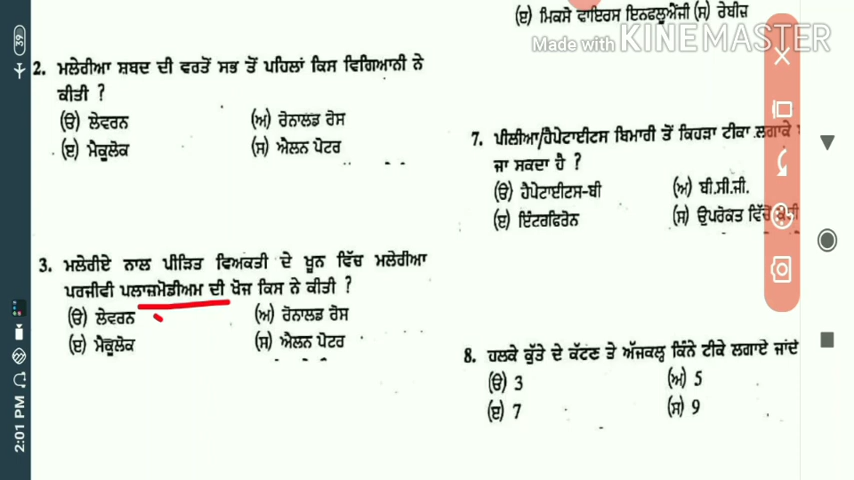 (ੲ) ਮਿਕਸੋ ਵਾਇਰਸ ਇਨਫਲੂਐਂਜੀ (ਸ) ਰੇਬੀਜ਼
Made with KINEMASTER
2. ਮਲੇਰੀਆ ਸ਼ਬਦ ਦੀ ਵਰਤੋਂ ਸਭ ਤੋਂ ਪਹਿਲਾਂ ਕਿਸ ਵਿਗਿਆਨੀ ਨੇ
ਕੀਤੀ ?
(ੳ) ਲੇਵਰਨ (ਅ) ਰੋਨਾਲਡ ਰੋਸ
(ੲ) ਮੈਕੂਲੋਕ (ਸ) ਐਲਨ ਪੋਟਰ
3. ਮਲੇਰੀਏ ਨਾਲ ਪੀੜਿਤ ਵਿਅਕਤੀ ਦੇ ਖੂਨ ਵਿੱਚ ਮਲੇਰੀਆ
ਪਰਜੀਵੀ ਪਲਾਜ਼ਮੋਡੀਅਮ ਦੀ ਖੋਜ ਕਿਸ ਨੇ ਕੀਤੀ ?
(ੳ) ਲੇਵਰਨ (ਅ) ਰੋਨਾਲਡ ਰੋਸ
(ੲ) ਮੈਕੂਲੋਕ (ਸ) ਐਲਨ ਪੋਟਰ
7. ਪੀਲੀਆ/ਹੈਪੇਟਾਈਟਸ ਬਿਮਾਰੀ ਤੋਂ ਕਿਹੜਾ ਟੀਕਾ ਲਗਾਕੇ
ਜਾ ਸਕਦਾ ਹੈ ?
(ੳ) ਹੈਪੇਟਾਈਟਸ-ਬੀ (ਅ) ਬੀ.ਸੀ.ਜੀ.
(ੲ) ਇੰਟਰਫਿਰੋਨ (ਸ) ਉਪਰੋਕਤ ਵਿੱਚੋਂ
8. ਹਲਕੇ ਕੁੱਤੇ ਦੇ ਕੱਟਣ ਤੇ ਅੱਜਕਲ੍ਹ ਕਿੰਨੇ ਟੀਕੇ ਲਗਾਏ ਜਾਂਦੇ
(ੳ) 3 (ਅ) 5
(ੲ) 7 (ਸ) 9
39
2:01 PM